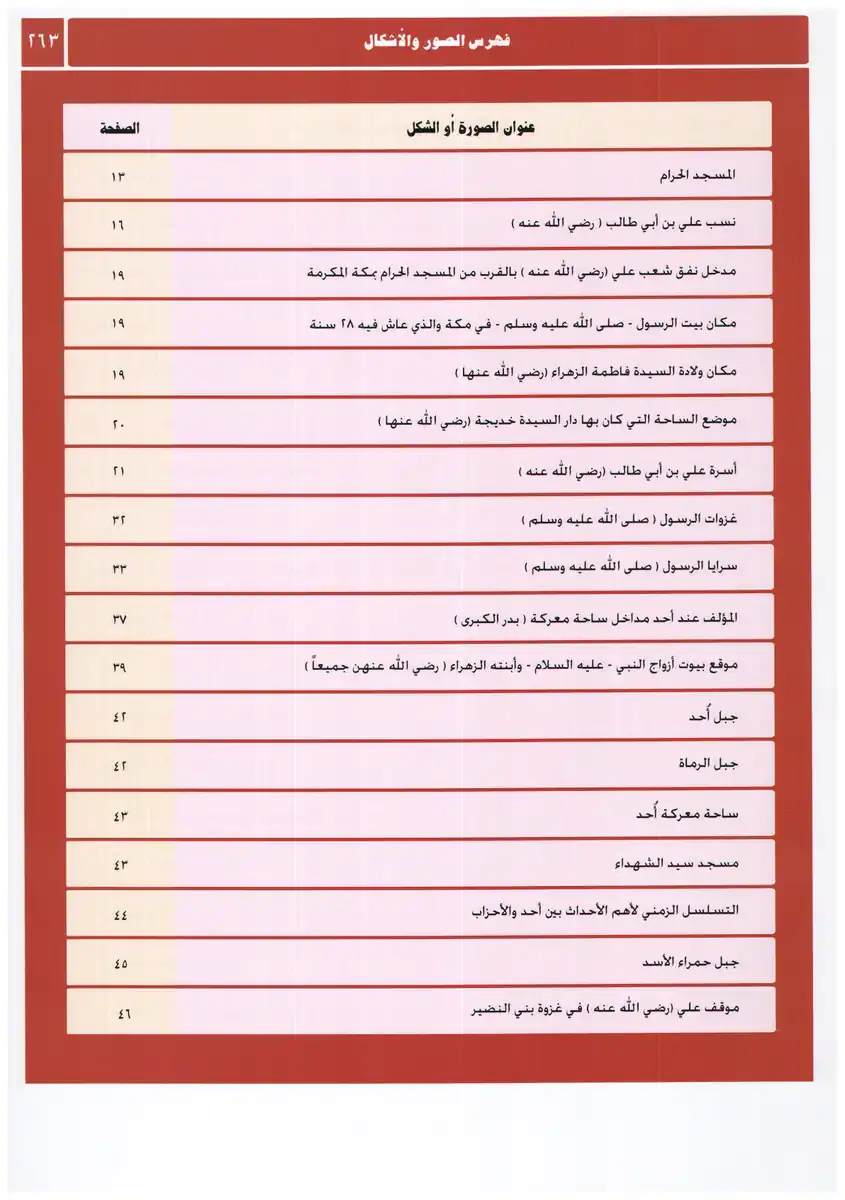 فهرس الصور والأشكال ٢٦٣
عنوان الصورة أو الشكل الصفحة
المسجد الحرام ١٣
نسب علي بن أبي طالب ( رضي الله عنه ) ١٦
مدخل نفق شعب علي (رضي الله عنه ) بالقرب من المسجد الحرام بمكة المكرمة ١٩
مكان بيت الرسول - صلى الله عليه وسلم - في مكة والذي عاش فيه ٢٨ سنة ١٩
مكان ولادة السيدة فاطمة الزهراء (رضي الله عنها ) ١٩
موضع الساحة التي كان بها دار السيدة خديجة (رضي الله عنها ) ٢٠
أسرة علي بن أبي طالب (رضي الله عنه ) ٢١
غزوات الرسول ( صلى الله عليه وسلم ) ٣٢
سرايا الرسول ( صلى الله عليه وسلم ) ٣٣
المؤلف عند أحد مداخل ساحة معركة ( بدر الكبرى ) ٣٧
موقع بيوت أزواج النبي - عليه السلام - وأبنته الزهراء ( رضي الله عنهن جميعاً ) ٣٩
جبل أُحد ٤٢
جبل الرماة ٤٢
ساحة معركة أُحد ٤٣
مسجد سيد الشهداء ٤٣
التسلسل الزمني لأهم الأحداث بين أحد والأحزاب ٤٤
جبل حمراء الأسد ٤٥
موقف علي (رضي الله عنه ) في غزوة بني النضير ٤٦